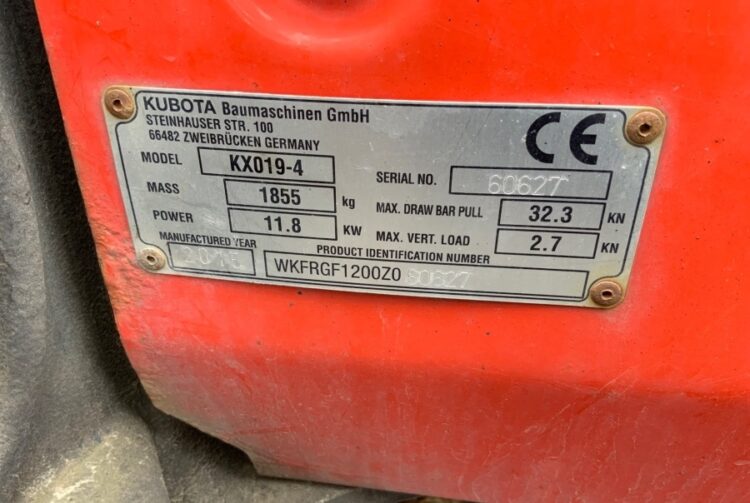 KUBOTA Baumaschinen GmbH
STEINHAUSER STR. 100
66482 ZWEIBRÜCKEN GERMANY
CE
MODEL KX019-4
SERIAL NO. 60627
MASS 1855 kg
MAX. DRAW BAR PULL 32.3 KN
POWER 11.8 KW
MAX. VERT. LOAD 2.7 KN
MANUFACTURED YEAR
PRODUCT IDENTIFICATION NUMBER
WKFRGF1200Z0 60627